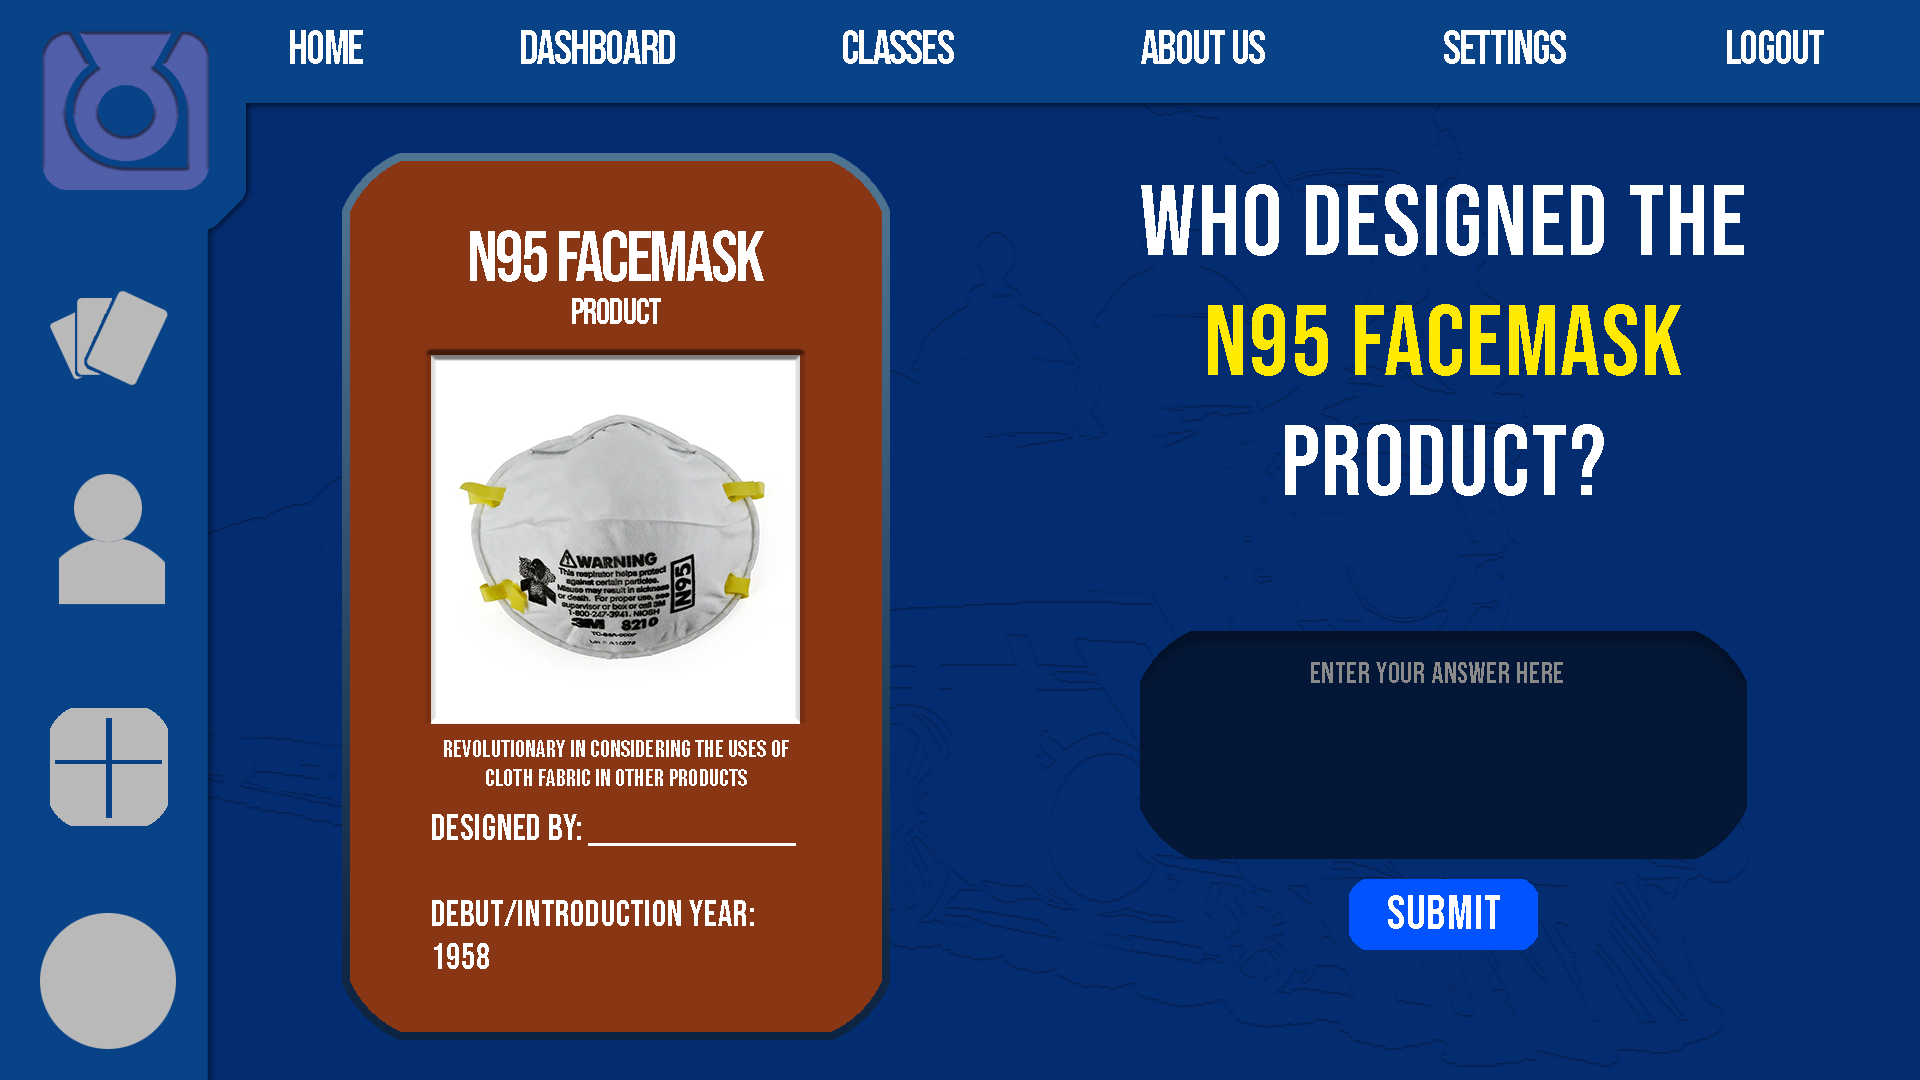 HOME
DASHBOARD
CLASSES
ABOUT US
SETTINGS
LOGOUT
N95 FACEMASK
PRODUCT
WARNING
This respirator helps protect
against certain particles.
Misuse may result in sickness
or death. For proper use, see
supervisor or box or call 3M
1-800-247-3941. NIOSH
N95
3M 8210
REVOLUTIONARY IN CONSIDERING THE USES OF
CLOTH FABRIC IN OTHER PRODUCTS
DESIGNED BY:
DEBUT/INTRODUCTION YEAR:
1958
WHO DESIGNED THE
N95 FACEMASK
PRODUCT?
ENTER YOUR ANSWER HERE
SUBMIT